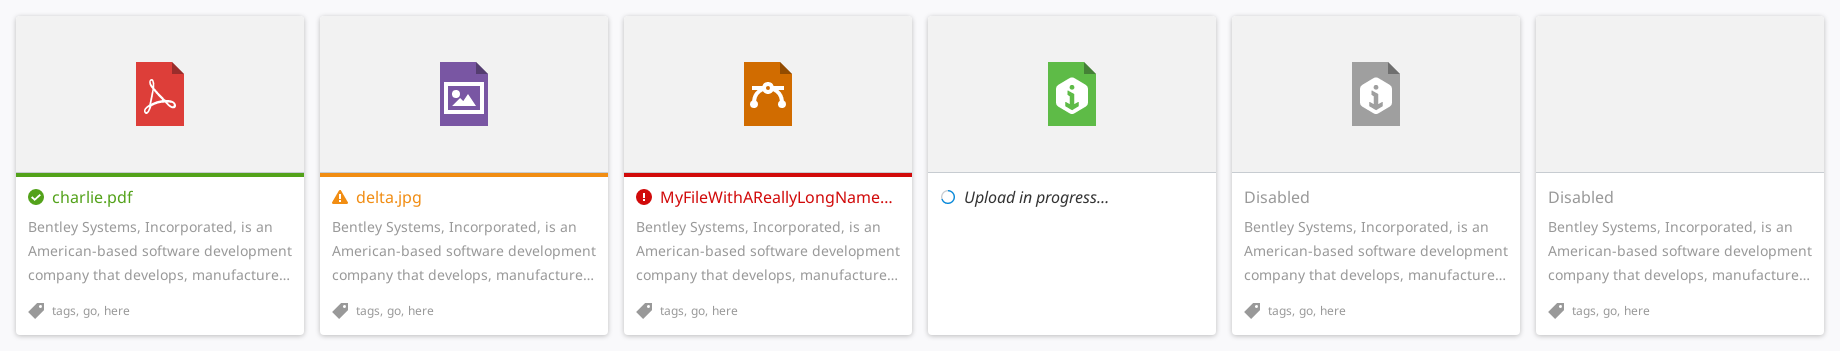 charlie.pdf
Bentley Systems, Incorporated, is an
American-based software development
company that develops, manufacture...
tags, go, here
delta.jpg
Bentley Systems, Incorporated, is an
American-based software development
company that develops, manufacture...
tags, go, here
MyFileWithAReallyLongName...
Bentley Systems, Incorporated, is an
American-based software development
company that develops, manufacture...
tags, go, here
Upload in progress...
Disabled
Bentley Systems, Incorporated, is an
American-based software development
company that develops, manufacture...
tags, go, here
Disabled
Bentley Systems, Incorporated, is an
American-based software development
company that develops, manufacture...
tags, go, here